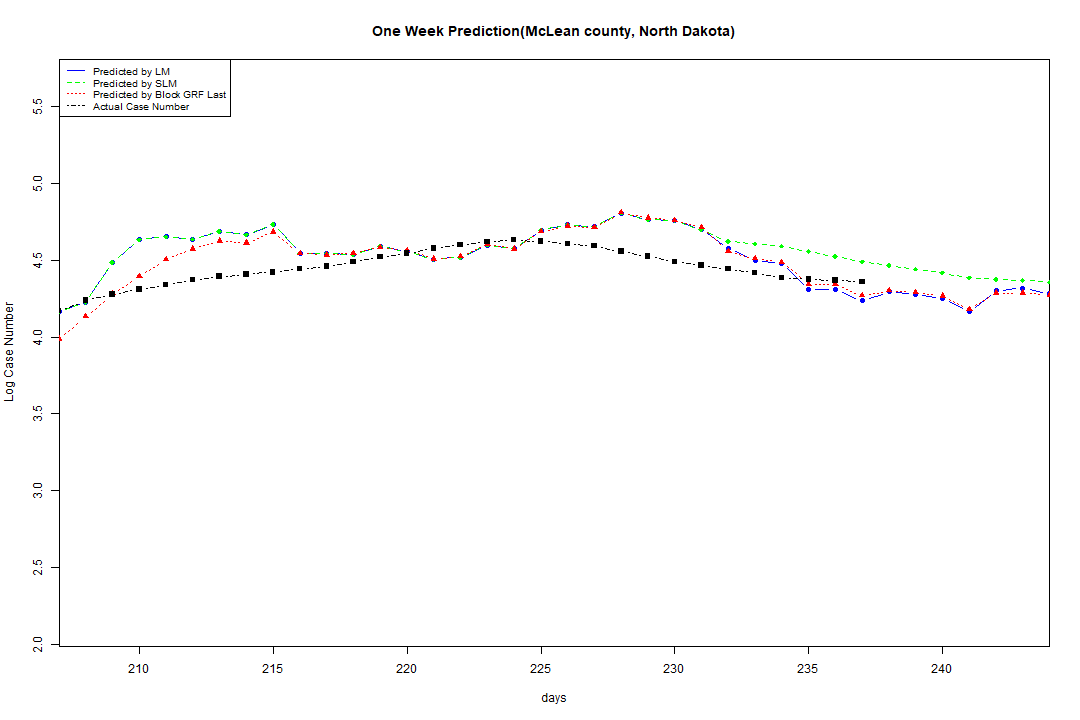 One Week Prediction(McLean county, North Dakota)
Predicted by LM
Predicted by SLM
Predicted by Block GRF Last
Actual Case Number
5.5
5.0
4.5
4.0
3.5
3.0
2.5
2.0
Log Case Number
210 215 220 225 230 235 240
days